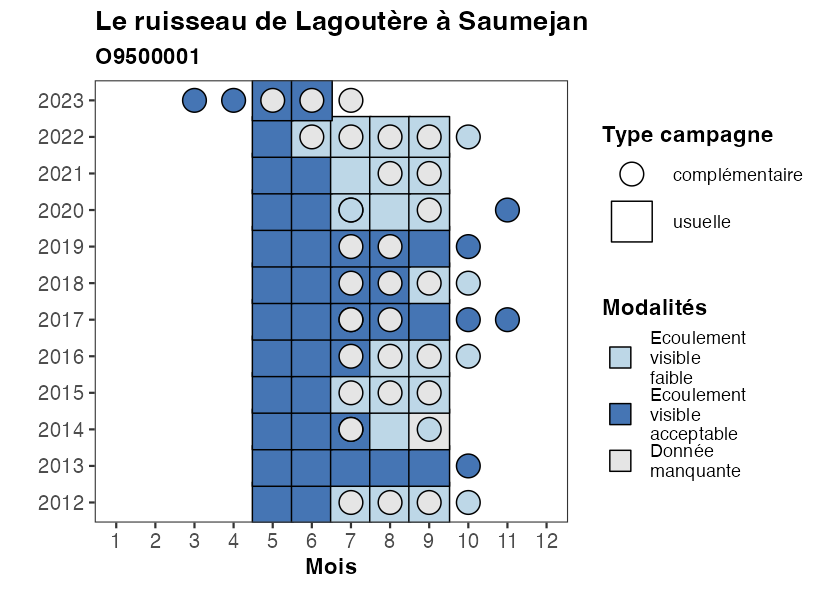 Le ruisseau de Lagoutère à Saumejan
O9500001
2023
2022
2021
2020
2019
2018
2017
2016
2015
2014
2013
2012
1 2 3 4 5 6 7 8 9 10 11 12
Mois
Type campagne
complémentaire
usuelle
Modalités
Ecoulement
visible
faible
Ecoulement
visible
acceptable
Donnée
manquante